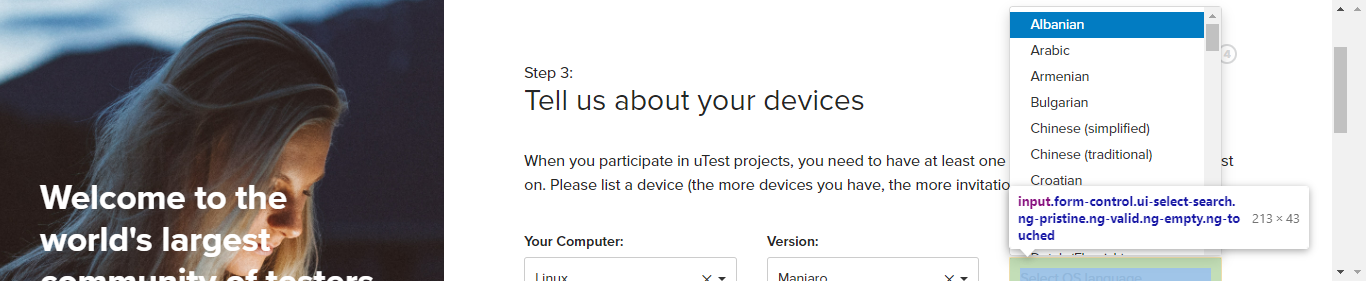 Welcome to the
world's largest
community of testers
Step 3:
Tell us about your devices
When you participate in uTest projects, you need to have at least one
st
on. Please list a device (the more devices you have, the more invitatio
Your Computer:
Linux
Version:
Manjaro
4
Albanian
Arabic
Armenian
Bulgarian
Chinese (simplified)
Chinese (traditional)
Croatian
input.form-control.ui-select-search.
ng-pristine.ng-valid.ng-empty.ng-to
uched
213 × 43
Select OS language